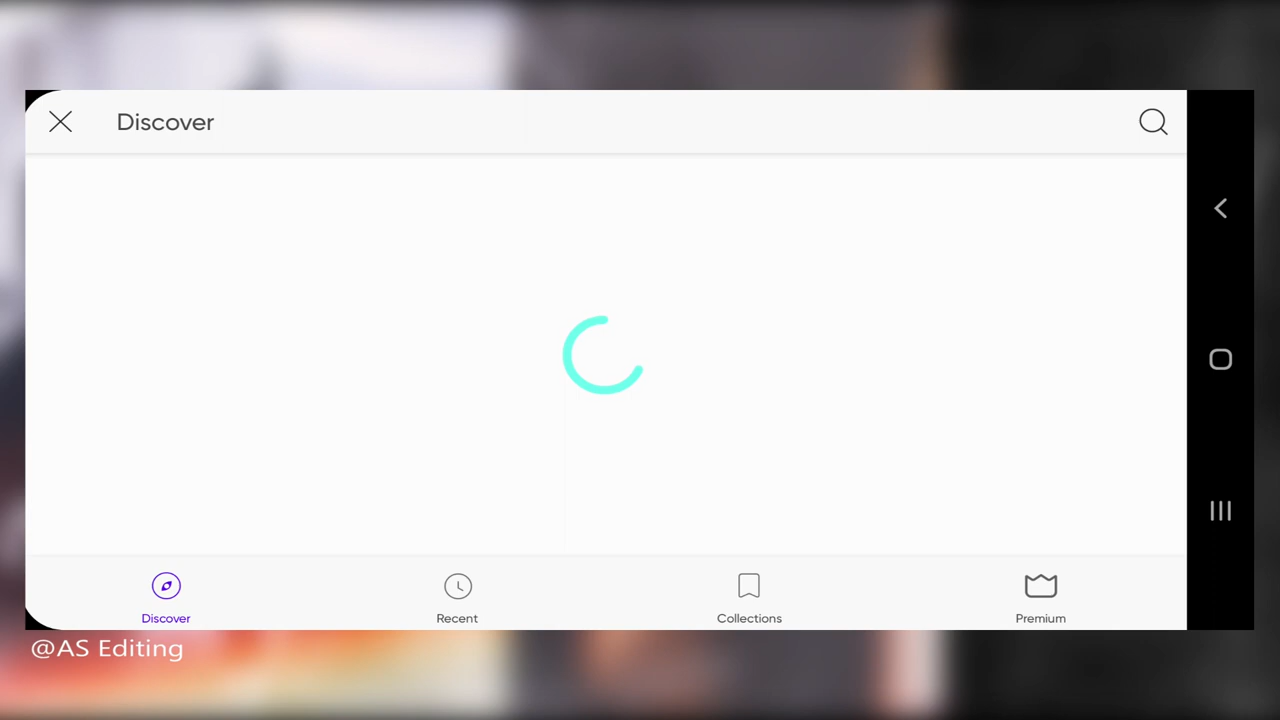 Discover
Discover
Recent
Collections
Premium
@AS Editing